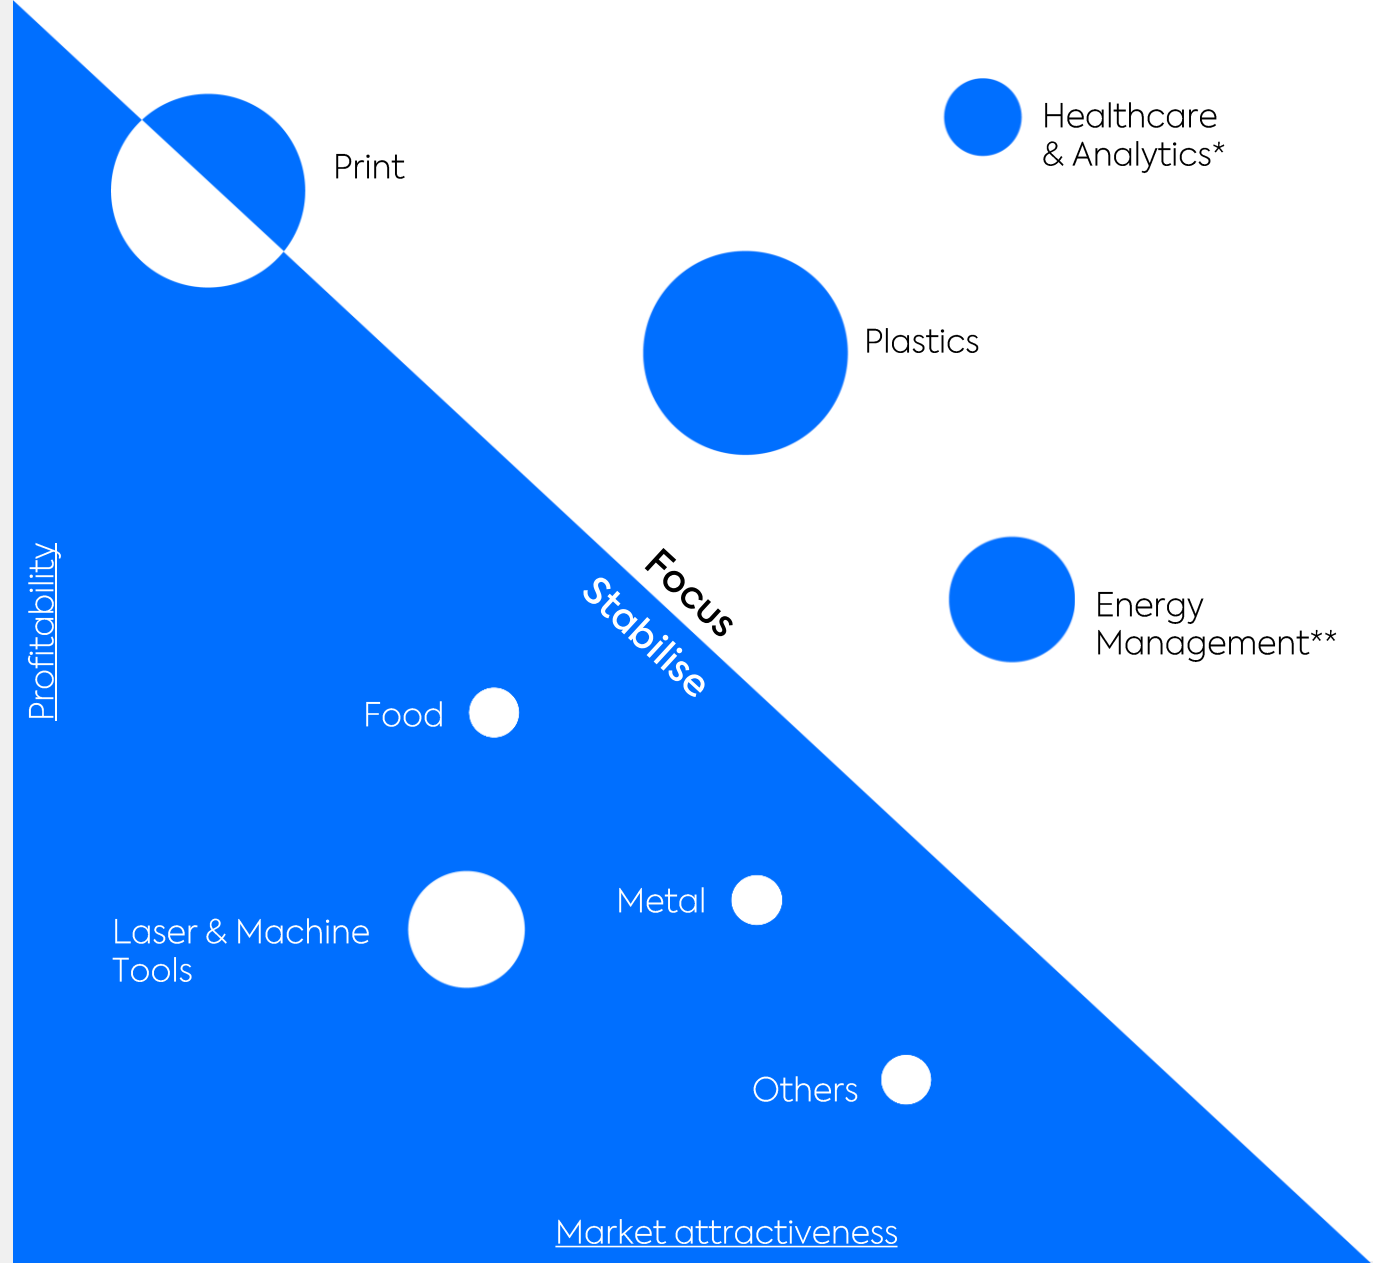 Healthcare
& Analytics*
Print
Plastics
Focus
Stabilise
Energy
Management**
Profitability
Food
Metal
Laser & Machine
Tools
Others
Market attractiveness